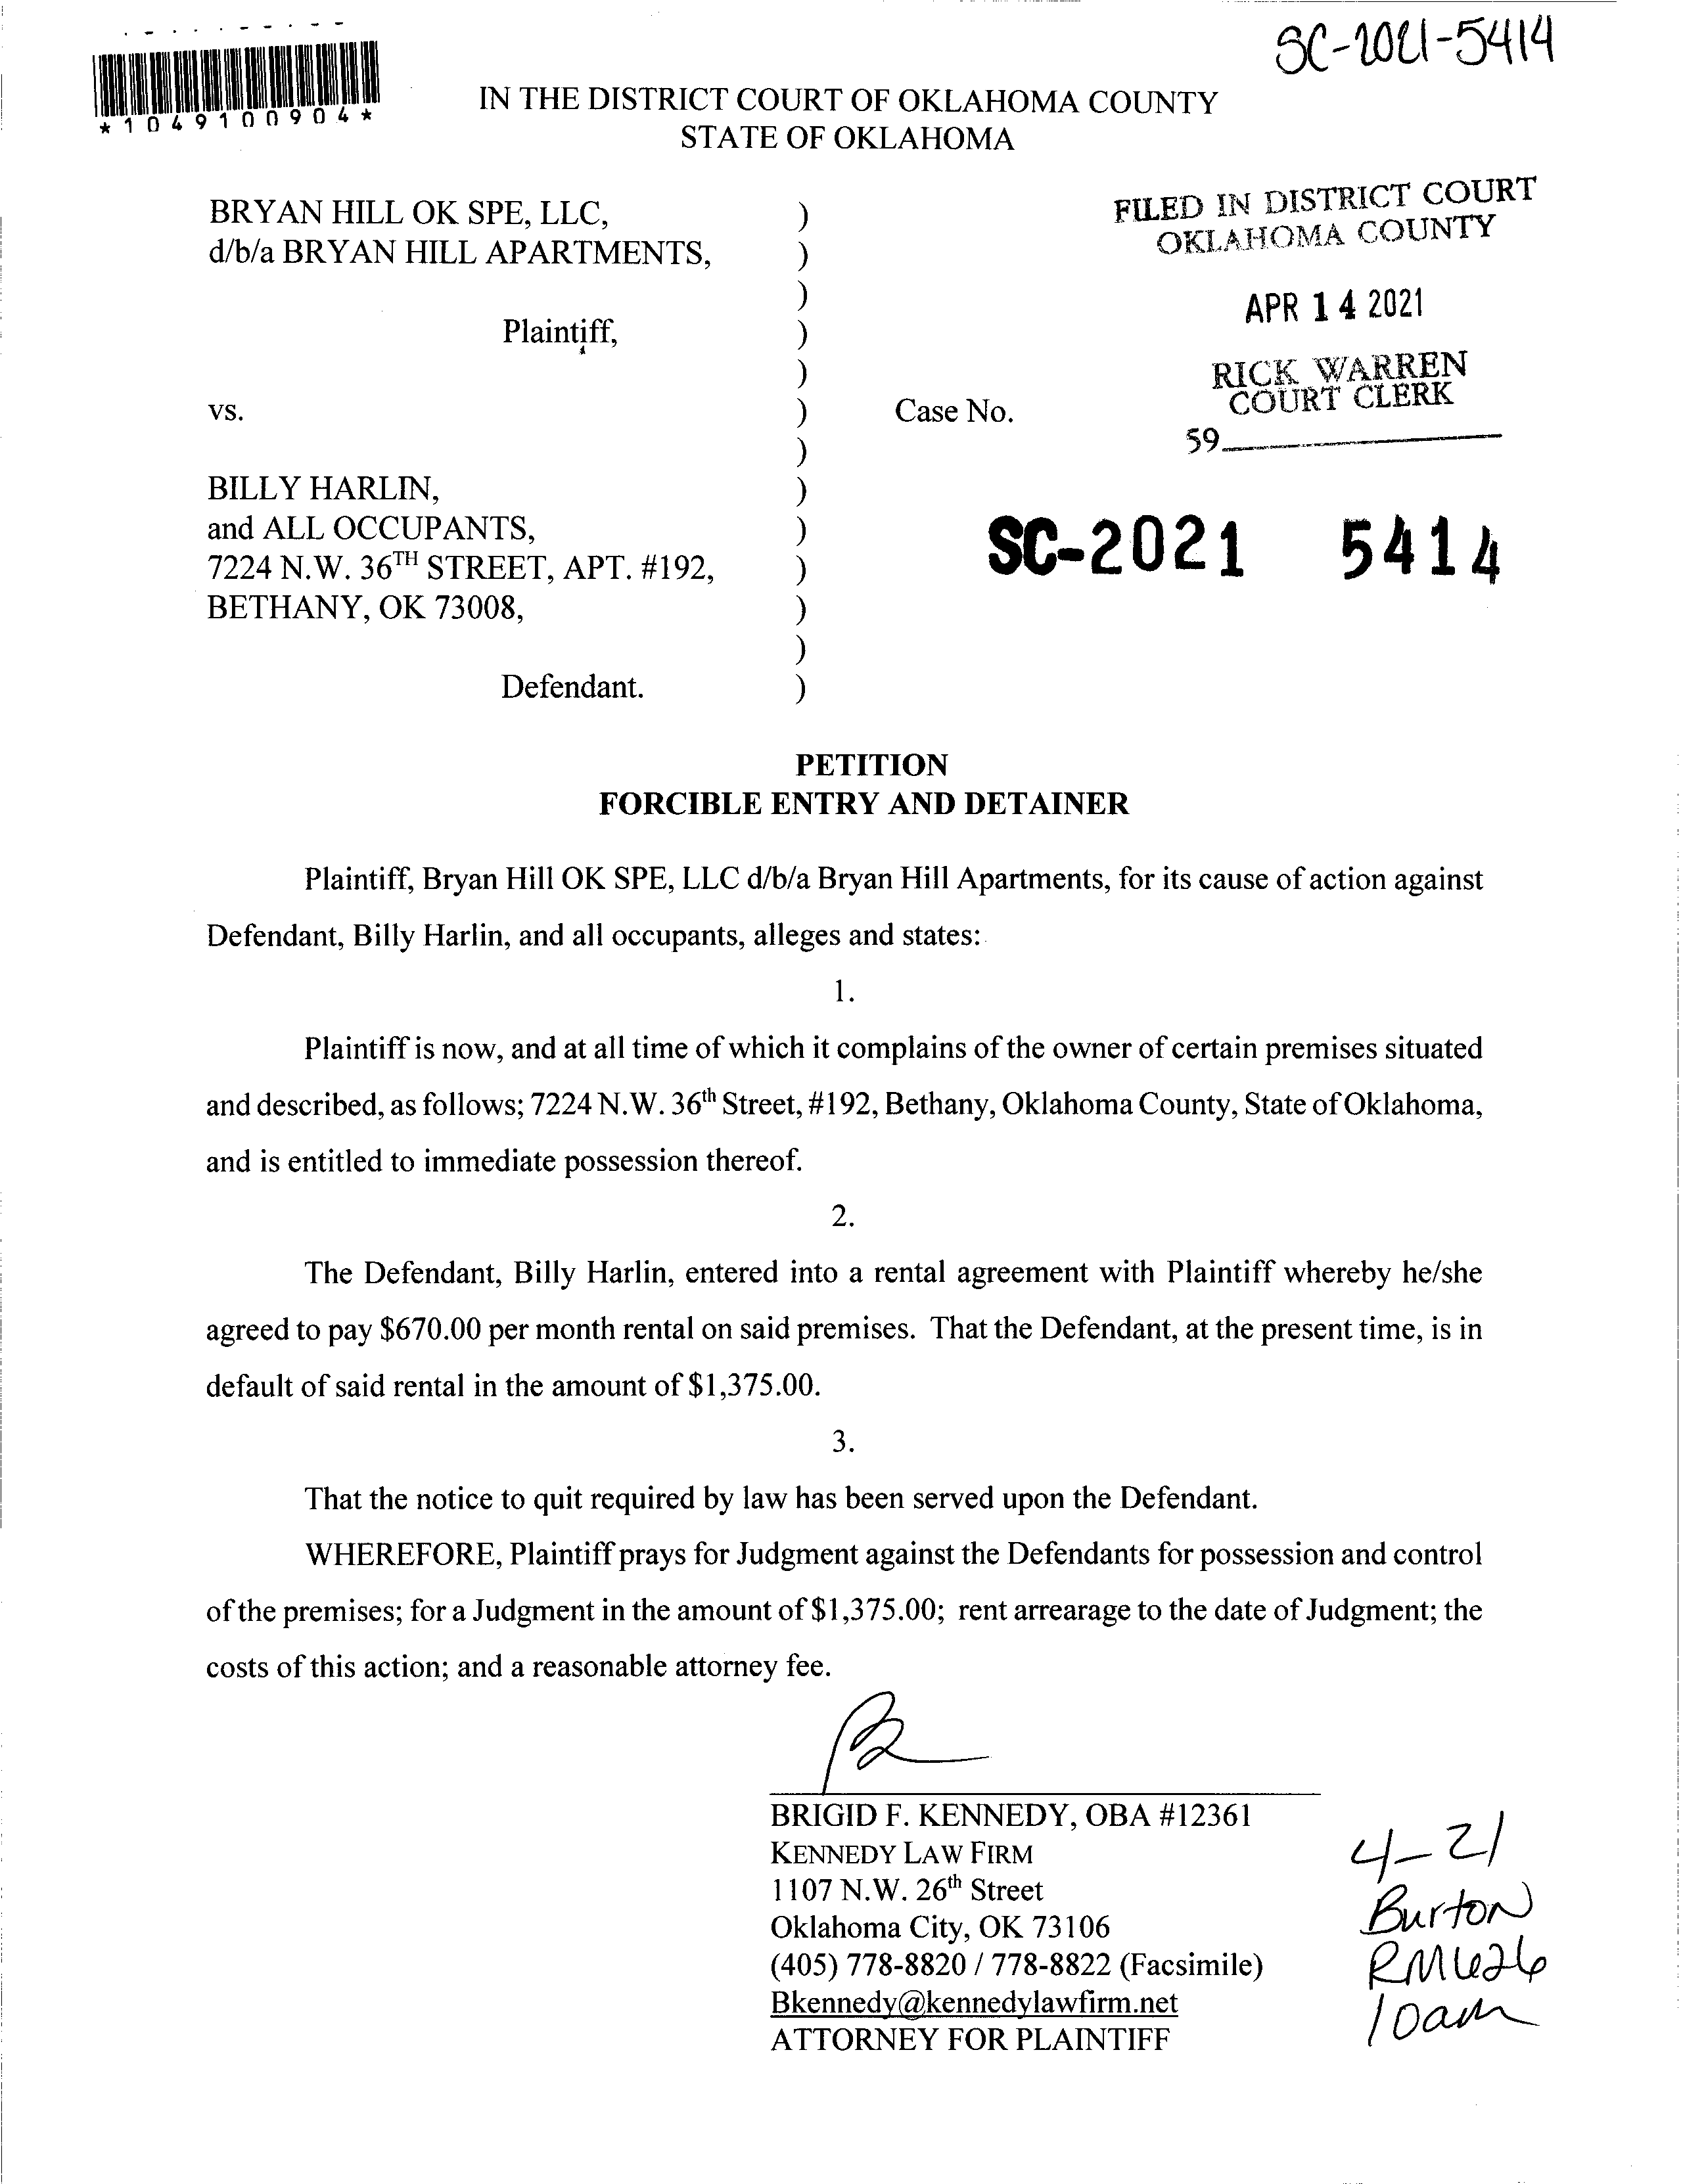 SC-2021-5414
*1049100904*
IN THE DISTRICT COURT OF OKLAHOMA COUNTY
STATE OF OKLAHOMA
BRYAN HILL OK SPE, LLC,
d/b/a BRYAN HILL APARTMENTS,
Plaintiff,
vs.
BILLY HARLIN,
and ALL OCCUPANTS,
7224 N.W. 36TH STREET, APT. #192,
BETHANY, OK 73008,
Defendant.
)
)
)
)
)
)
)
)
)
)
)
)
)
Case No.
FILED IN DISTRICT COURT
OKLAHOMA COUNTY
APR 14 2021
RICK WARREN
COURT CLERK
59
SC-2021 5414
PETITION
FORCIBLE ENTRY AND DETAINER
Plaintiff, Bryan Hill OK SPE, LLC d/b/a Bryan Hill Apartments, for its cause of action against
Defendant, Billy Harlin, and all occupants, alleges and states:
1.
Plaintiff is now, and at all time of which it complains of the owner of certain premises situated
and described, as follows; 7224 N.W. 36th Street, #192, Bethany, Oklahoma County, State of Oklahoma,
and is entitled to immediate possession thereof.
2.
The Defendant, Billy Harlin, entered into a rental agreement with Plaintiff whereby he/she
agreed to pay $670.00 per month rental on said premises. That the Defendant, at the present time, is in
default of said rental in the amount of $1,375.00.
3.
That the notice to quit required by law has been served upon the Defendant.
WHEREFORE, Plaintiff prays for Judgment against the Defendants for possession and control
of the premises; for a Judgment in the amount of $1,375.00; rent arrearage to the date of Judgment; the
costs of this action; and a reasonable attorney fee.
BRIGID F. KENNEDY, OBA #12361
KENNEDY LAW FIRM
1107 N.W. 26th Street
Oklahoma City, OK 73106
(405) 778-8820 / 778-8822 (Facsimile)
Bkennedy@kennedylawfirm.net
ATTORNEY FOR PLAINTIFF
4-21
Burton
RM626
10am